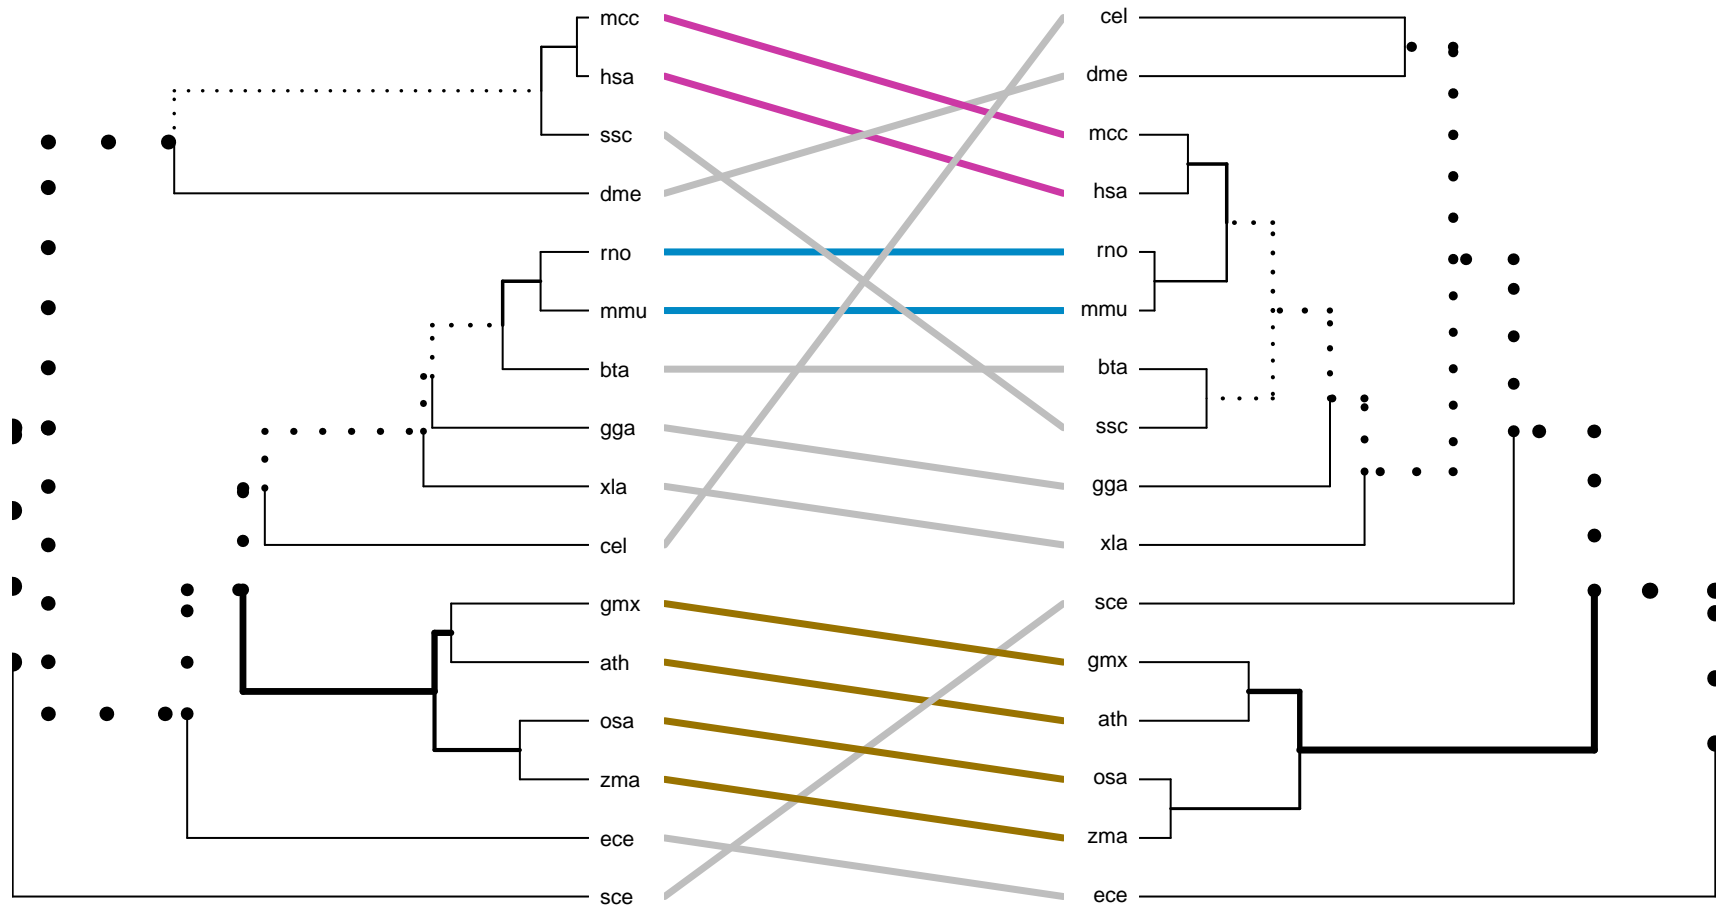 mcc
hsa
ssc
dme
rno
mmu
bta
gga
xla
cel
gmx
ath
osa
zma
ece
sce
cel
dme
mcc
hsa
rno
mmu
bta
ssc
gga
xla
sce
gmx
ath
osa
zma
ece